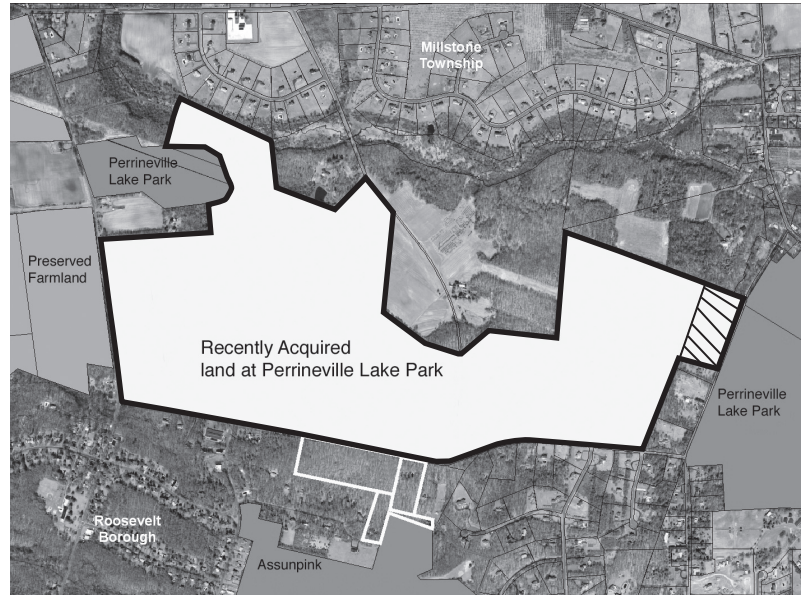 Millstone
Township
Perrineville
Lake Park
Preserved
Farmland
Recently Acquired
land at Perrineville Lake Park
Perrineville
Lake Park
Roosevelt
Borough
Assunpink